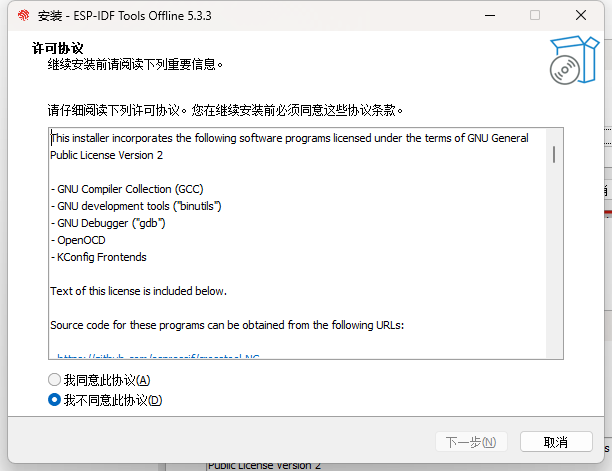 安装 - ESP-IDF Tools Offline 5.3.3
许可协议
继续安装前请阅读下列重要信息。
请仔细阅读下列许可协议。您在继续安装前必须同意这些协议条款。
This installer incorporates the following software programs licensed under the terms of GNU General
Public License Version 2
- GNU Compiler Collection (GCC)
- GNU development tools ("binutils")
- GNU Debugger ("gdb")
- OpenOCD
- KConfig Frontends
Text of this license is included below.
Source code for these programs can be obtained from the following URLs:
- https://github.com/espressif/crosstool-NG
我同意此协议(A)
我不同意此协议(D)
下一步(N)
取消
Public License Version 2